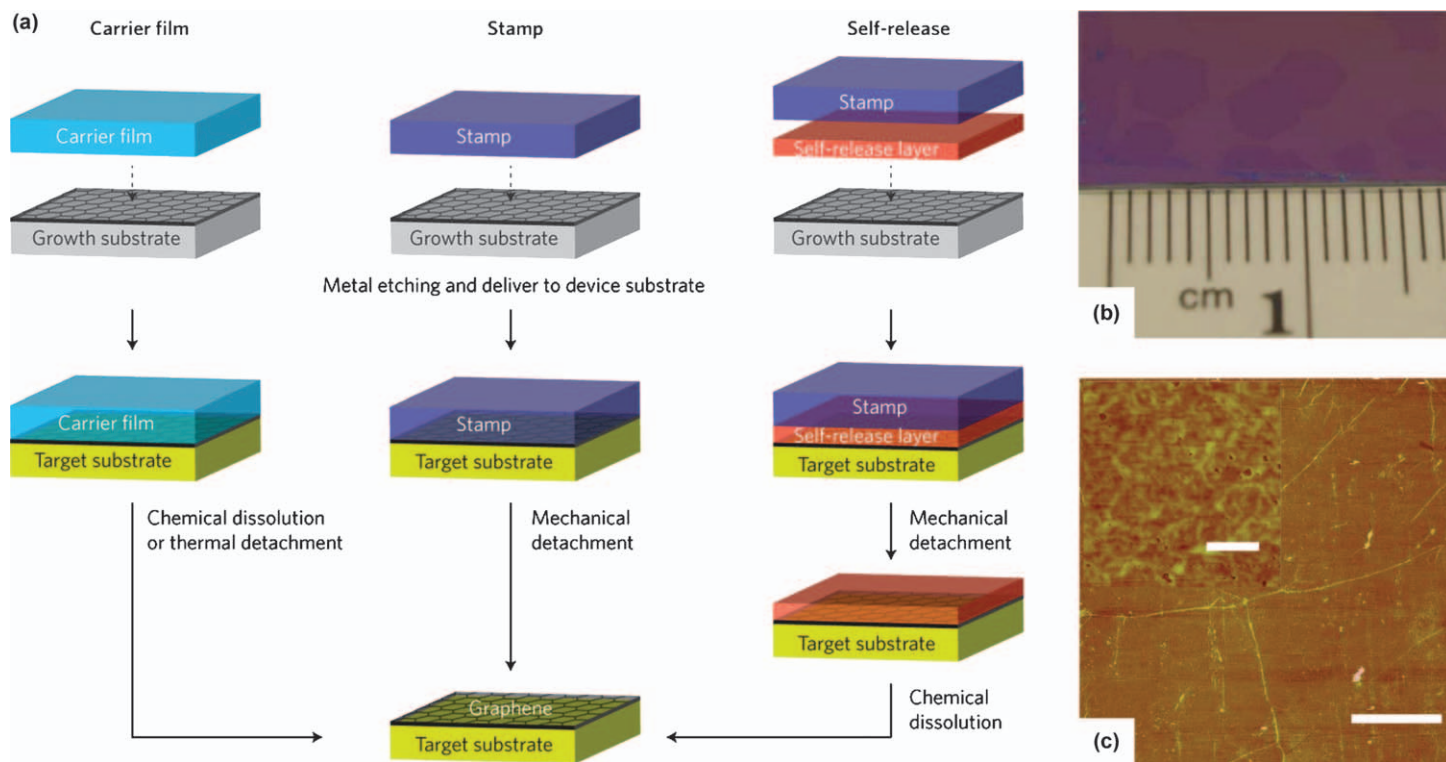 (a)
Carrier film
Stamp
Self-release
Carrier film
Stamp
Stamp
Self-release layer
Growth substrate
Growth substrate
Growth substrate
Metal etching and deliver to device substrate
Carrier film
Target substrate
Stamp
Target substrate
Stamp
Self-release layer
Target substrate
Chemical dissolution
or thermal detachment
Mechanical
detachment
Mechanical
detachment
Target substrate
Chemical
dissolution
Graphene
Target substrate
(b)
cm 1
(c)